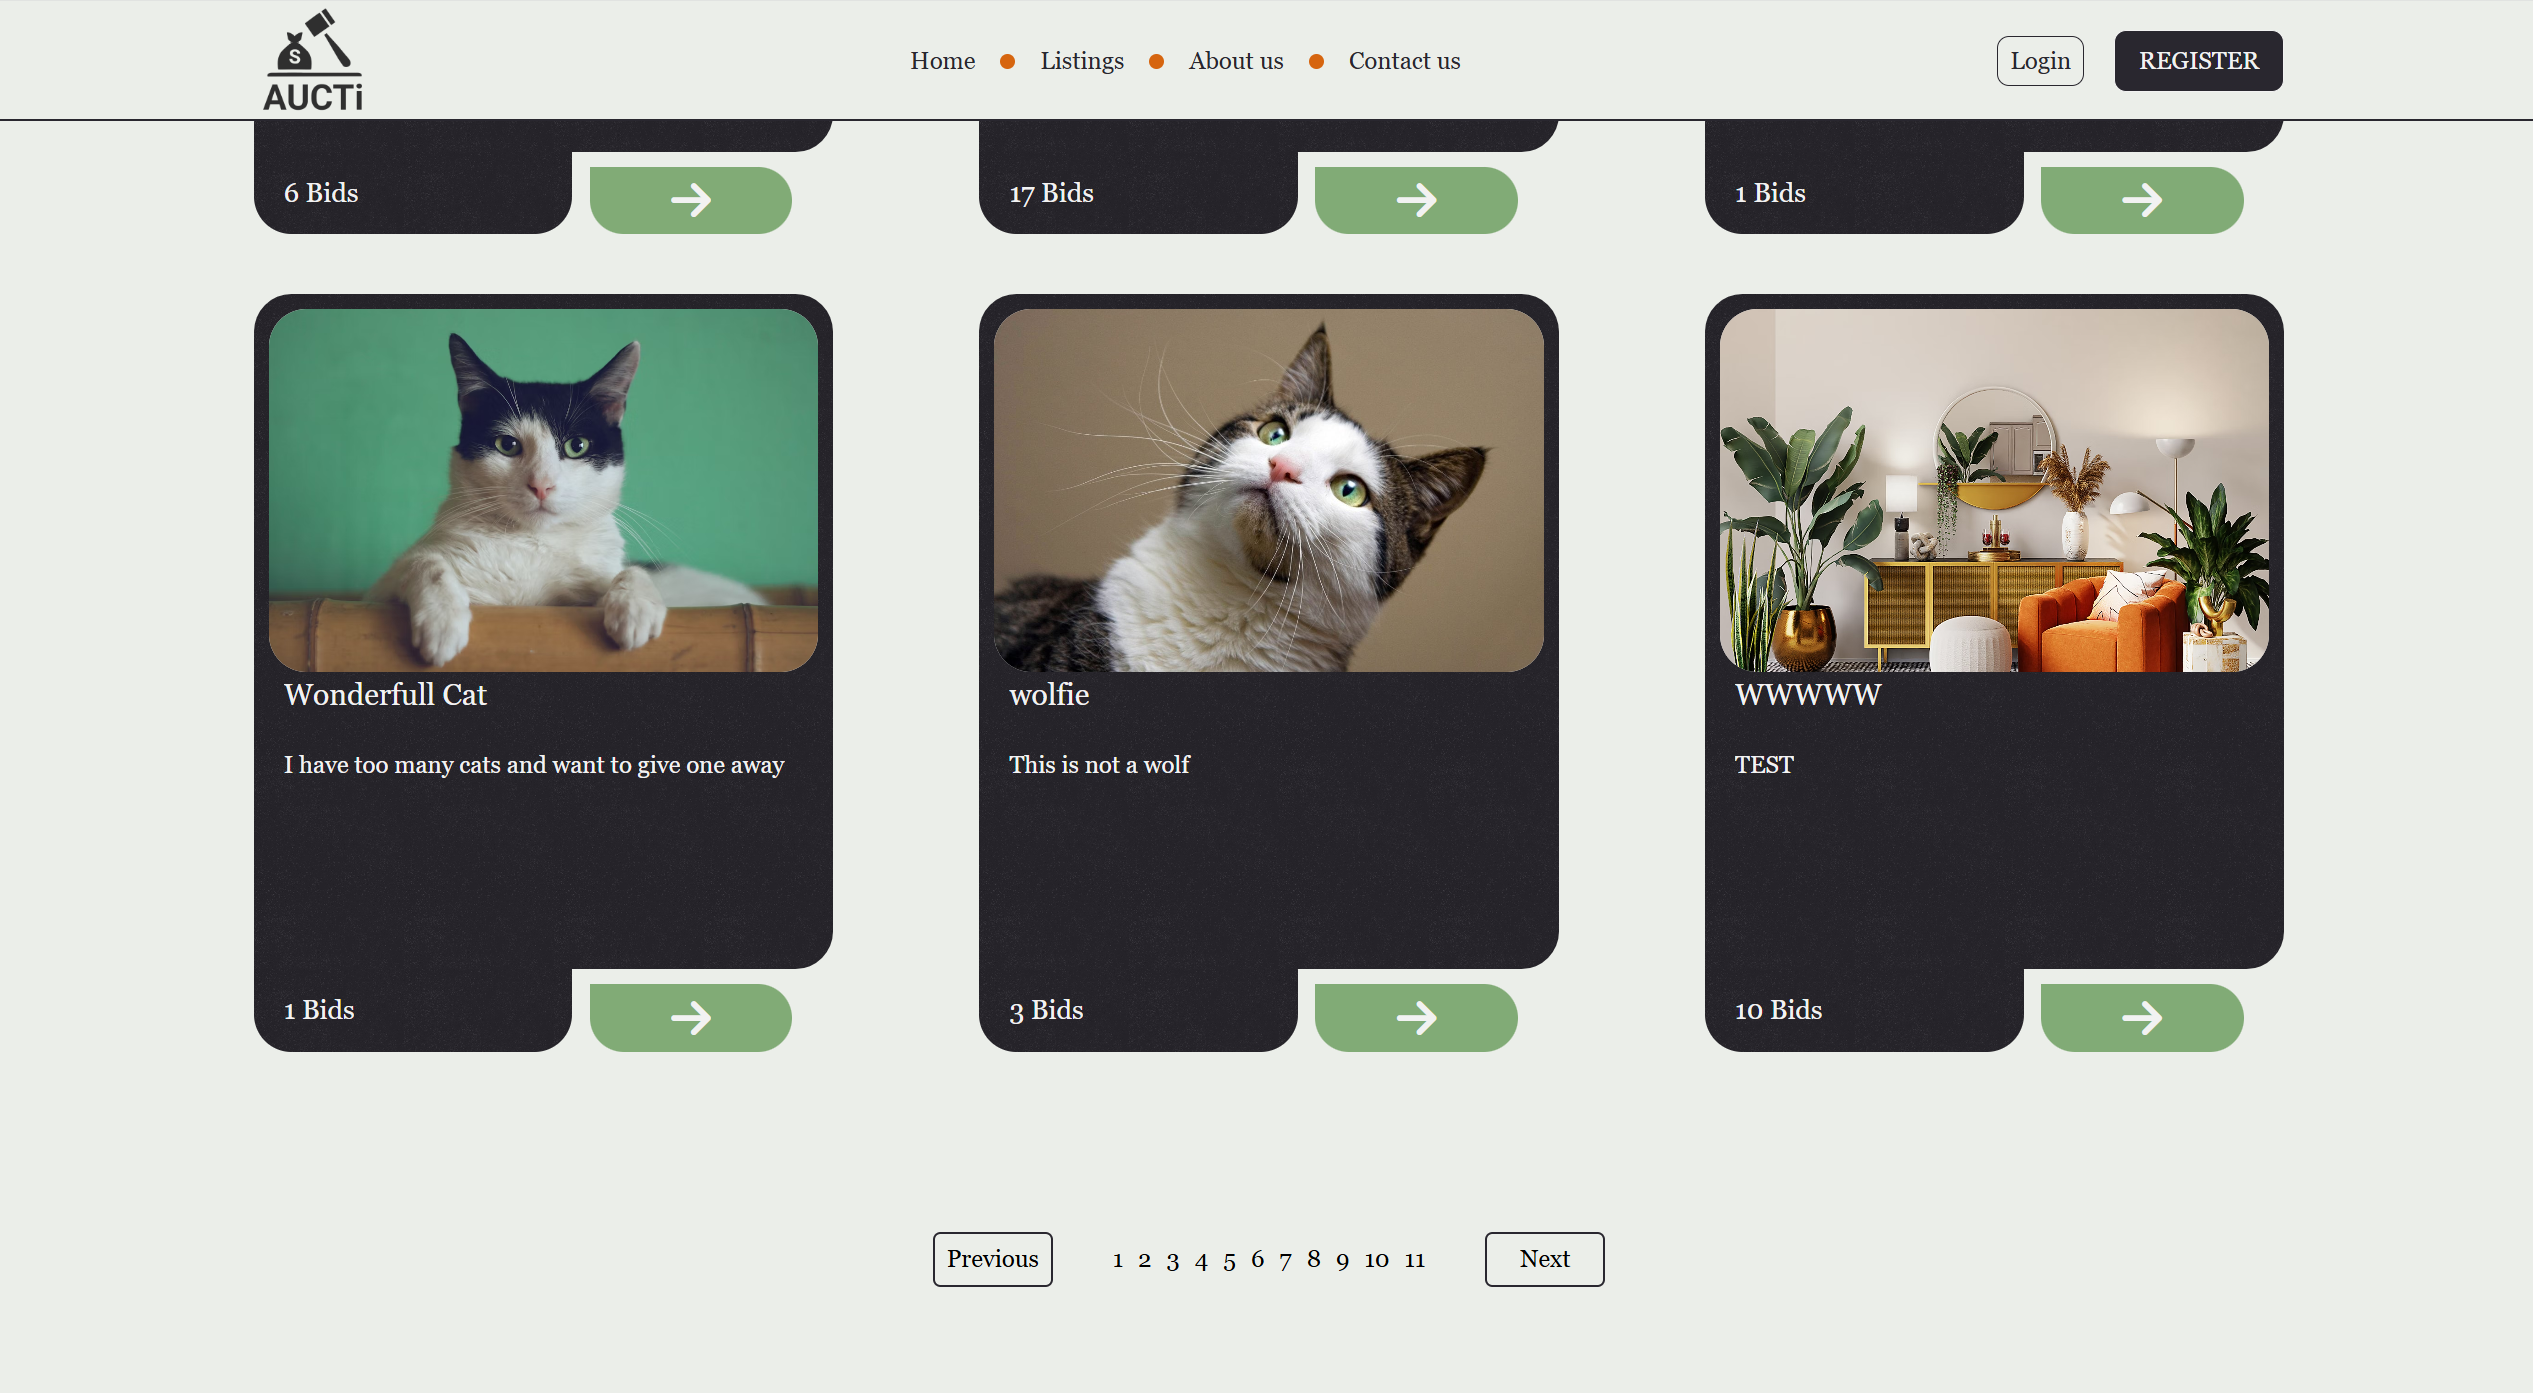 S
AUCTi
Home
Listings
About us
Contact us
Login
REGISTER
6 Bids
17 Bids
1 Bids
Wonderfull Cat
I have too many cats and want to give one away
1 Bids
wolfie
This is not a wolf
3 Bids
WWWWW
TEST
10 Bids
Previous
1 2 3 4 5 6 7 8 9 10 11
Next